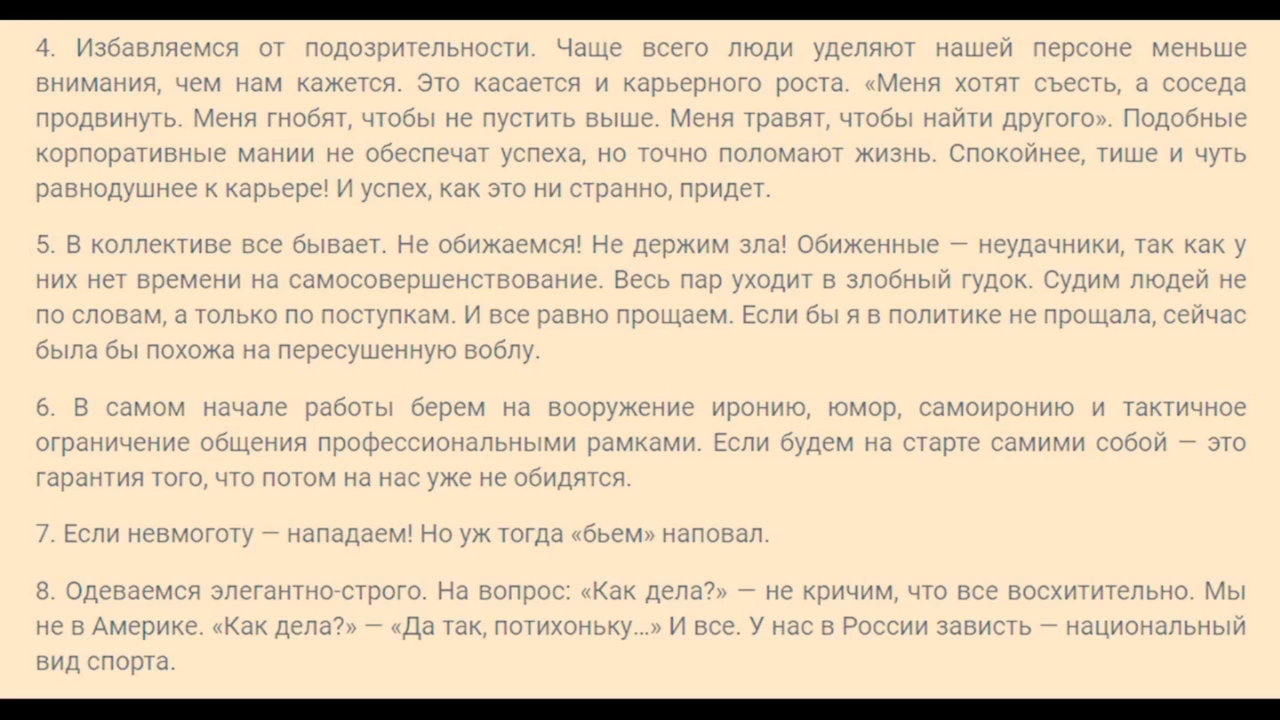 4. Избавляемся от подозрительности. Чаще всего люди уделяют нашей персоне меньше
внимания, чем нам кажется. Это касается и карьерного роста. «Меня хотят съесть, а соседа
продвинуть. Меня гнобят, чтобы не пустить выше. Меня травят, чтобы найти другого». Подобные
корпоративные мании не обеспечат успеха, но точно поломают жизнь. Спокойнее, тише и чуть
равнодушнее к карьере! И успех, как это ни странно, придет.
5. В коллективе все бывает. Не обижаемся! Не держим зла! Обиженные — неудачники, так как у
них нет времени на самосовершенствование. Весь пар уходит в злобный гудок. Судим людей не
по словам, а только по поступкам. И все равно прощаем. Если бы я в политике не прощала, сейчас
была бы похожа на пересушенную воблу.
6. В самом начале работы берем на вооружение иронию, юмор, самоиронию и тактичное
ограничение общения профессиональными рамками. Если будем на старте самими собой — это
гарантия того, что потом на нас уже не обидятся.
7. Если невмоготу — нападаем! Но уж тогда «бьем» наповал.
8. Одеваемся элегантно-строго. На вопрос: «Как дела?» — не кричим, что все восхитительно. Мы
не в Америке. «Как дела?» — «Да так, потихоньку…» И все. У нас в России зависть — национальный
вид спорта.